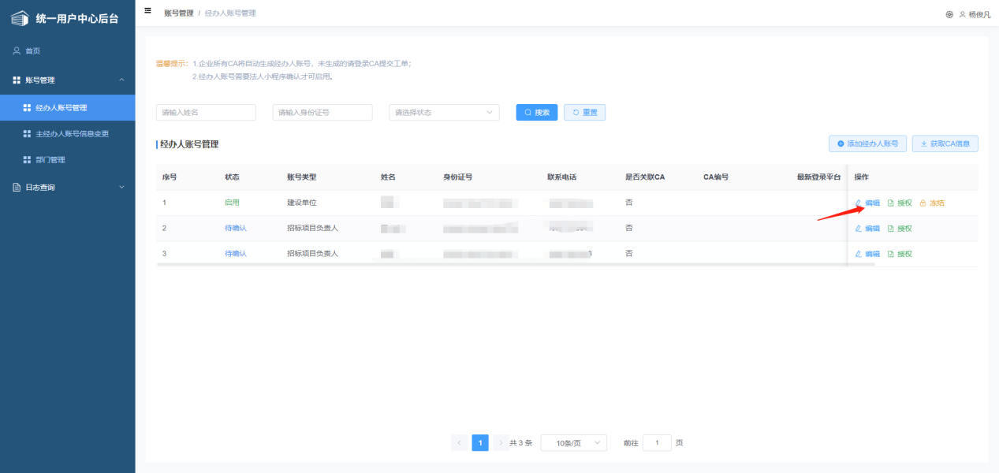 统一用户中心后台
账号管理 / 经办人账号管理
杨俊凡
首页
账号管理
经办人账号管理
主经办人账号信息变更
部门管理
日志查询
温馨提示: 1.企业所有CA将自动生成经办人账号，未生成的请登录CA提交工单;
2.经办人账号需要法人小程序确认才可启用。
请输入姓名 请输入身份证号 请选择状态 搜索 重置
经办人账号管理 添加经办人账号 获取CA信息
序号 状态 账号类型 姓名 身份证号 联系电话 是否关联CA CA编号 最新登录平台 操作
1 启用 建设单位 否 编辑 授权 冻结
2 待确认 招标项目负责人 否 编辑 授权
3 待确认 招标项目负责人 否 编辑 授权
1 共 3 条 10条/页 前往 1 页